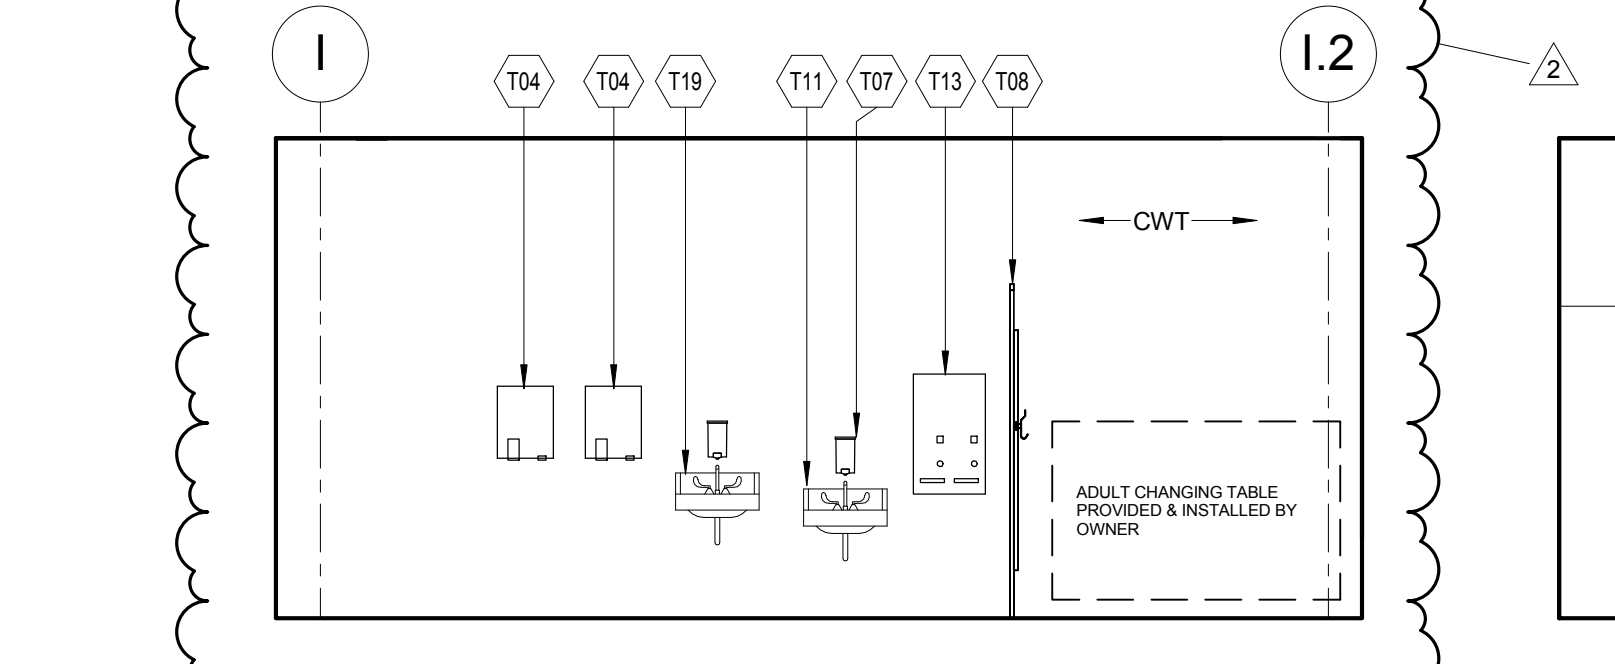 I
T04
T04
T19
T11
T07
T13
T08
I.2
2
CWT
ADULT CHANGING TABLE
PROVIDED & INSTALLED BY
OWNER